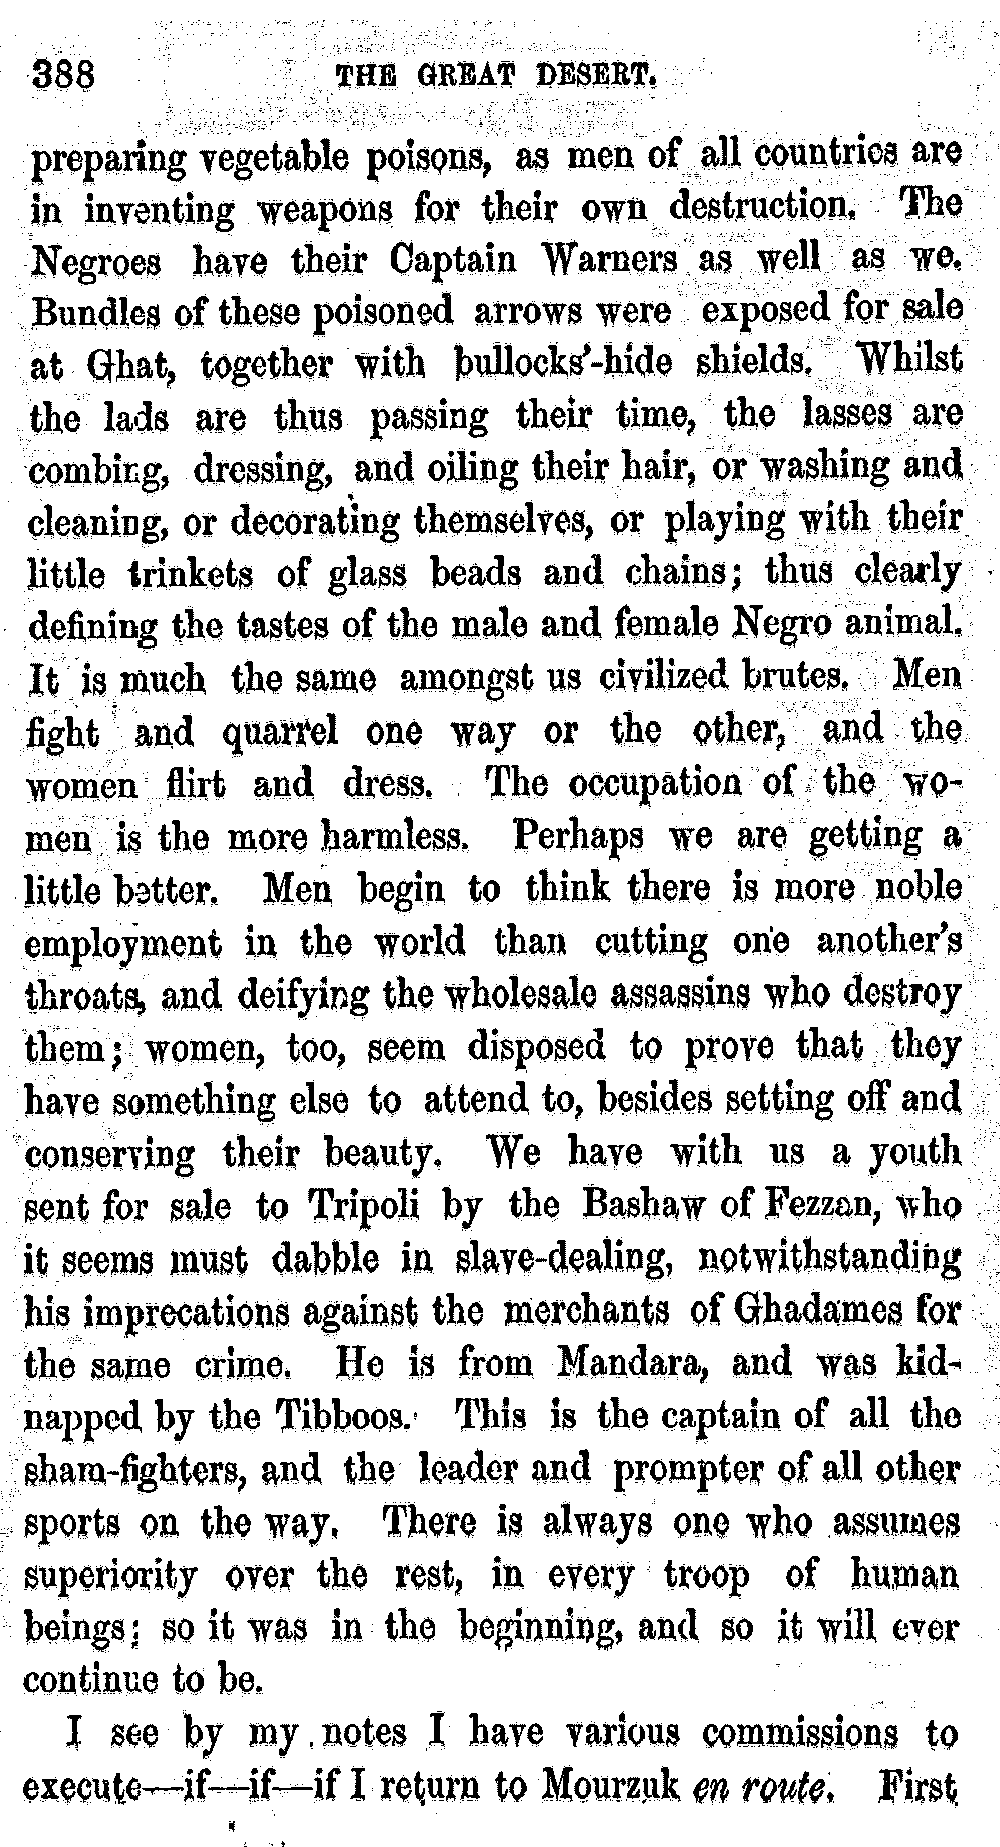 388 THE GREAT DESERT.
preparing vegetable poisons, as men of all countries are
in inventing weapons for their own destruction. The
Negroes have their Captain Warners as well as we.
Bundles of these poisoned arrows were exposed for sale
at Ghat, together with bullocks'-hide shields. Whilst
the lads are thus passing their time, the lasses are
combing, dressing, and oiling their hair, or washing and
cleaning, or decorating themselves, or playing with their
little trinkets of glass beads and chains; thus clearly
defining the tastes of the male and female Negro animal.
It is much the same amongst us civilized brutes. Men
fight and quarrel one way or the other, and the
women flirt and dress. The occupation of the wo-
men is the more harmless. Perhaps we are getting a
little better. Men begin to think there is more noble
employment in the world than cutting one another's
throats, and deifying the wholesale assassins who destroy
them; women, too, seem disposed to prove that they
have something else to attend to, besides setting off and
conserving their beauty. We have with us a youth
sent for sale to Tripoli by the Bashaw of Fezzan, who
it seems must dabble in slave-dealing, notwithstanding
his imprecations against the merchants of Ghadames for
the same crime. He is from Mandara, and was kid-
napped by the Tibboos. This is the captain of all the
sham-fighters, and the leader and prompter of all other
sports on the way. There is always one who assumes
superiority over the rest, in every troop of human
beings; so it was in the beginning, and so it will ever
continue to be.
I see by my notes I have various commissions to
execute—if—if—if I return to Mourzuk en route. First